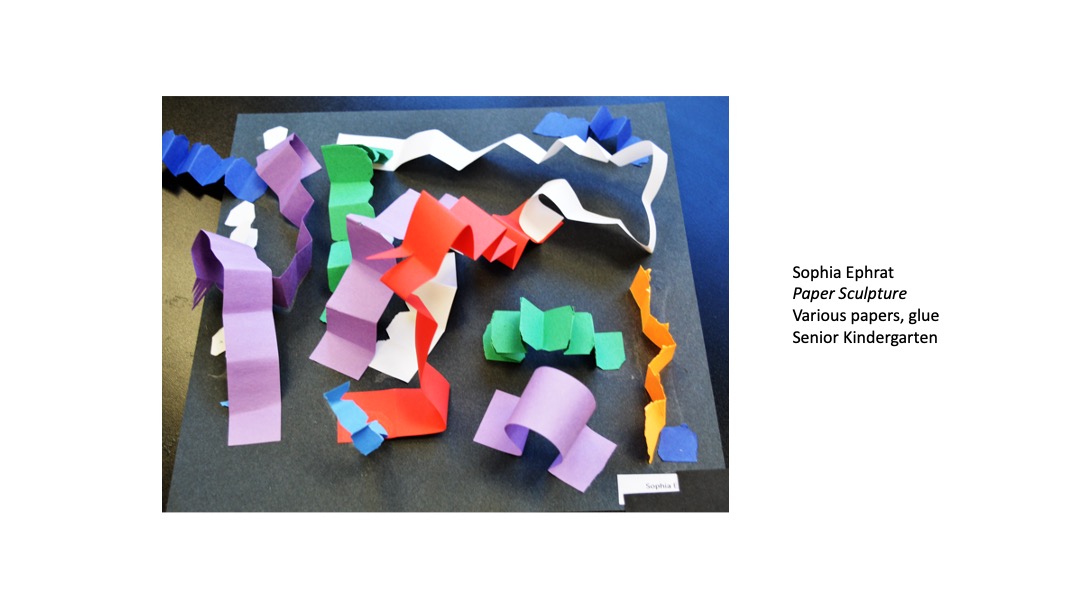 Sophia Ephrat
Paper Sculpture
Various papers, glue
Senior Kindergarten
Sophia E